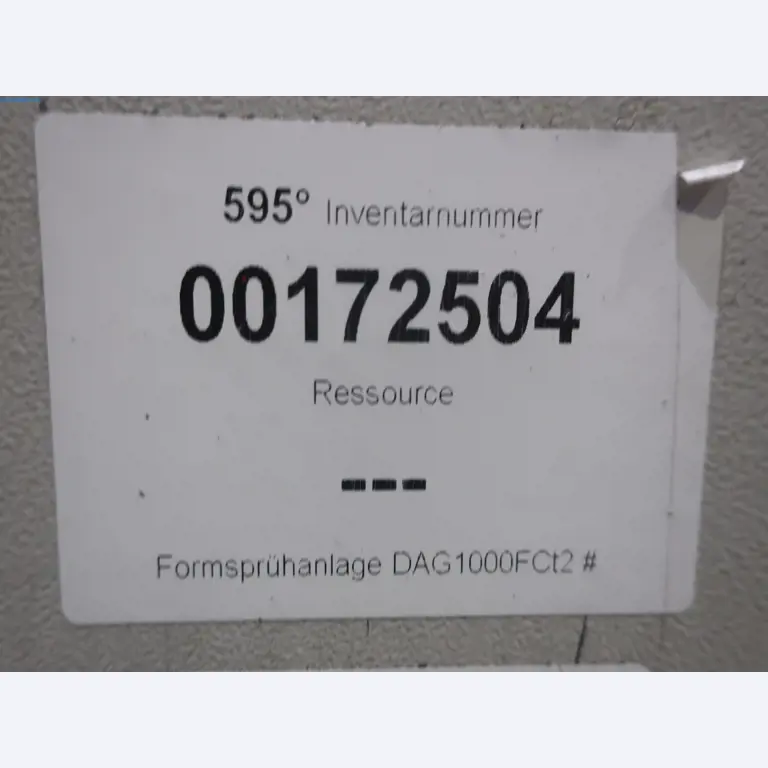 595° Inventarnummer
00172504
Ressource
---
Formsprühanlage DAG1000FCt2 #